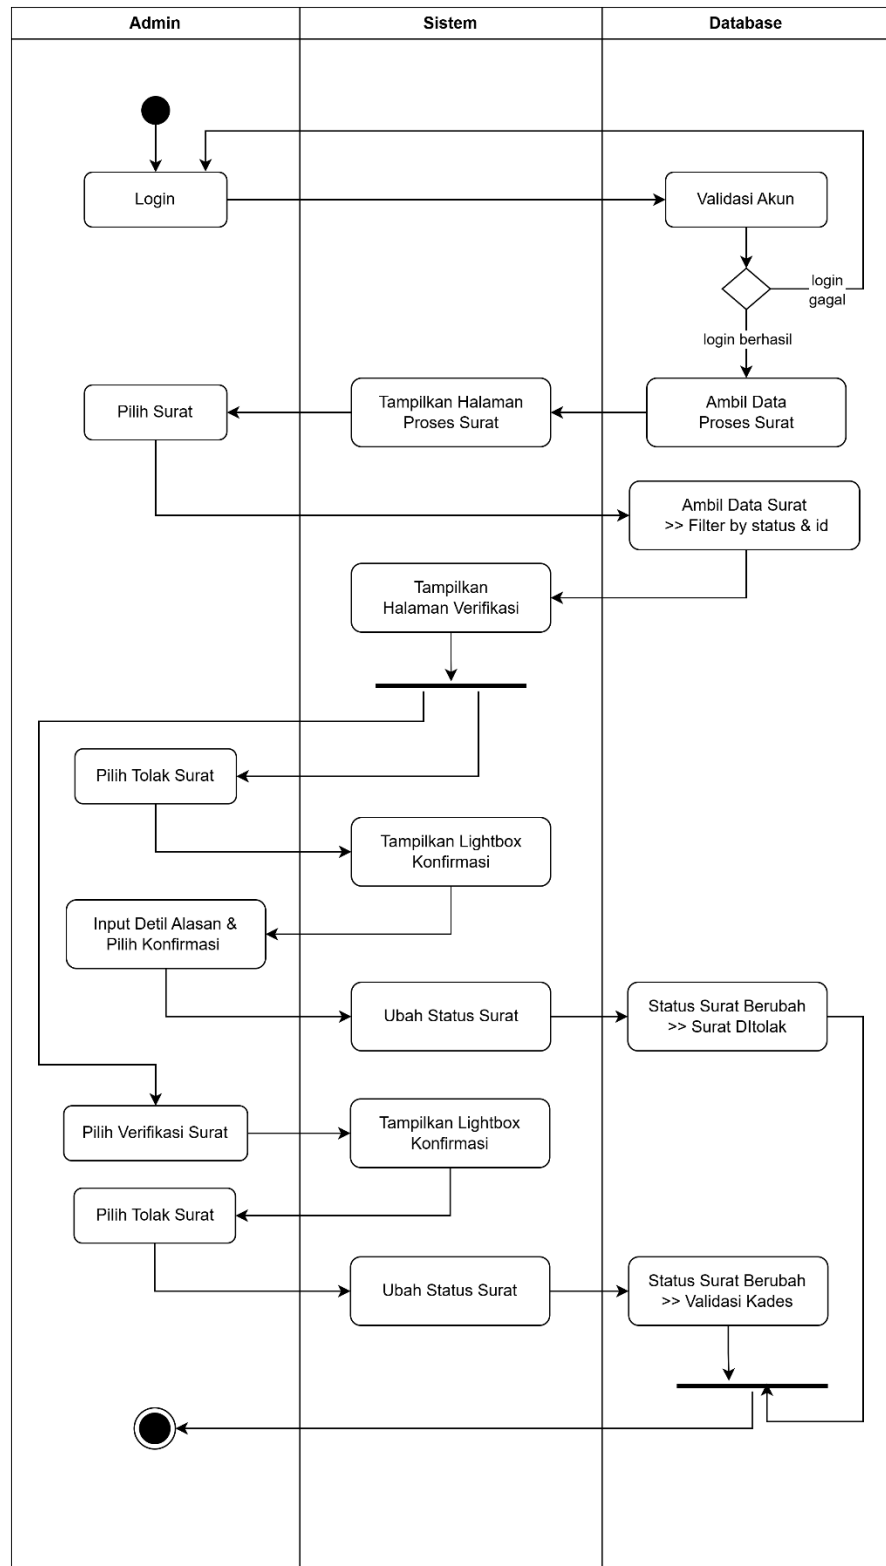 Admin
Sistem
Database
Login
Validasi Akun
login
gagal
login berhasil
Pilih Surat
Tampilkan Halaman
Proses Surat
Ambil Data
Proses Surat
Ambil Data Surat
>> Filter by status & id
Tampilkan
Halaman Verifikasi
Pilih Tolak Surat
Tampilkan Lightbox
Konfirmasi
Input Detil Alasan &
Pilih Konfirmasi
Ubah Status Surat
Status Surat Berubah
>> Surat DItolak
Pilih Verifikasi Surat
Tampilkan Lightbox
Konfirmasi
Pilih Tolak Surat
Ubah Status Surat
Status Surat Berubah
>> Validasi Kades